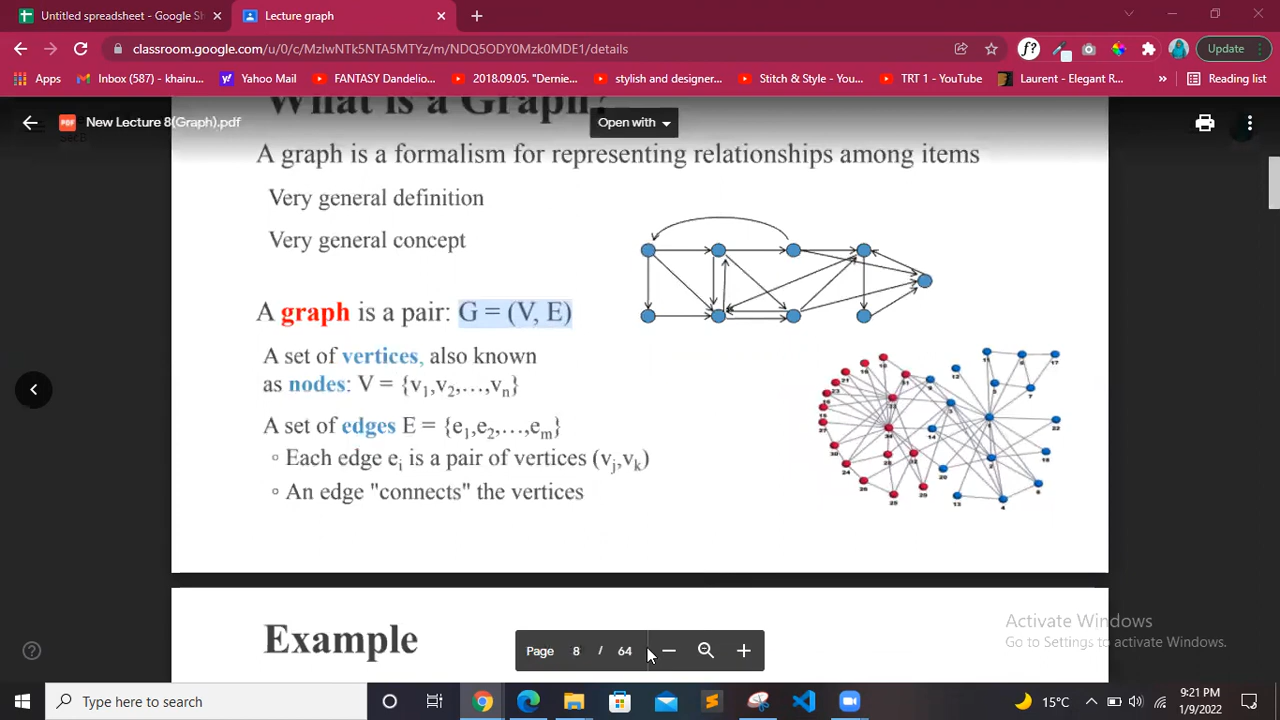 Untitled spreadsheet - Google Sh
Lecture graph
classroom.google.com/u/0/c/MzIwNTk5NTA5MTYz/m/NDQ5ODY0Mzk0MDE1/details
Update
Apps
Inbox (587) - khairu...
Yahoo Mail
FANTASY Dandelio...
2018.09.05. "Dernie...
stylish and designer...
Stitch & Style - You...
TRT 1 - YouTube
Laurent - Elegant R...
»
Reading list
What is a Graph?
New Lecture 8(Graph).pdf
Open with
A graph is a formalism for representing relationships among items
Very general definition
Very general concept
A graph is a pair: G = (V, E)
A set of vertices, also known
as nodes: V = {v1,v2,…,vn}
A set of edges E = {e1,e2,…,em}
◦ Each edge ei is a pair of vertices (vj,vk)
◦ An edge "connects" the vertices
Example
Page 8 / 64
Activate Windows
Go to Settings to activate Windows.
Type here to search
15°C
9:21 PM
1/9/2022